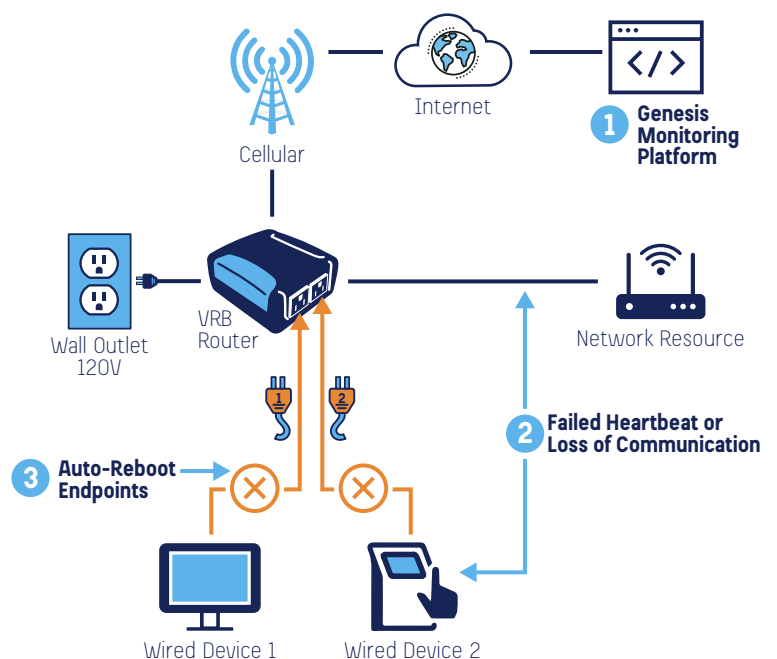 </>
Internet
1
Genesis
Monitoring
Platform
Cellular
VRB
Router
Wall Outlet
120V
Network Resource
1
2
2
Failed Heartbeat or
Loss of Communication
3
Auto-Reboot
Endpoints
Wired Device 1
Wired Device 2